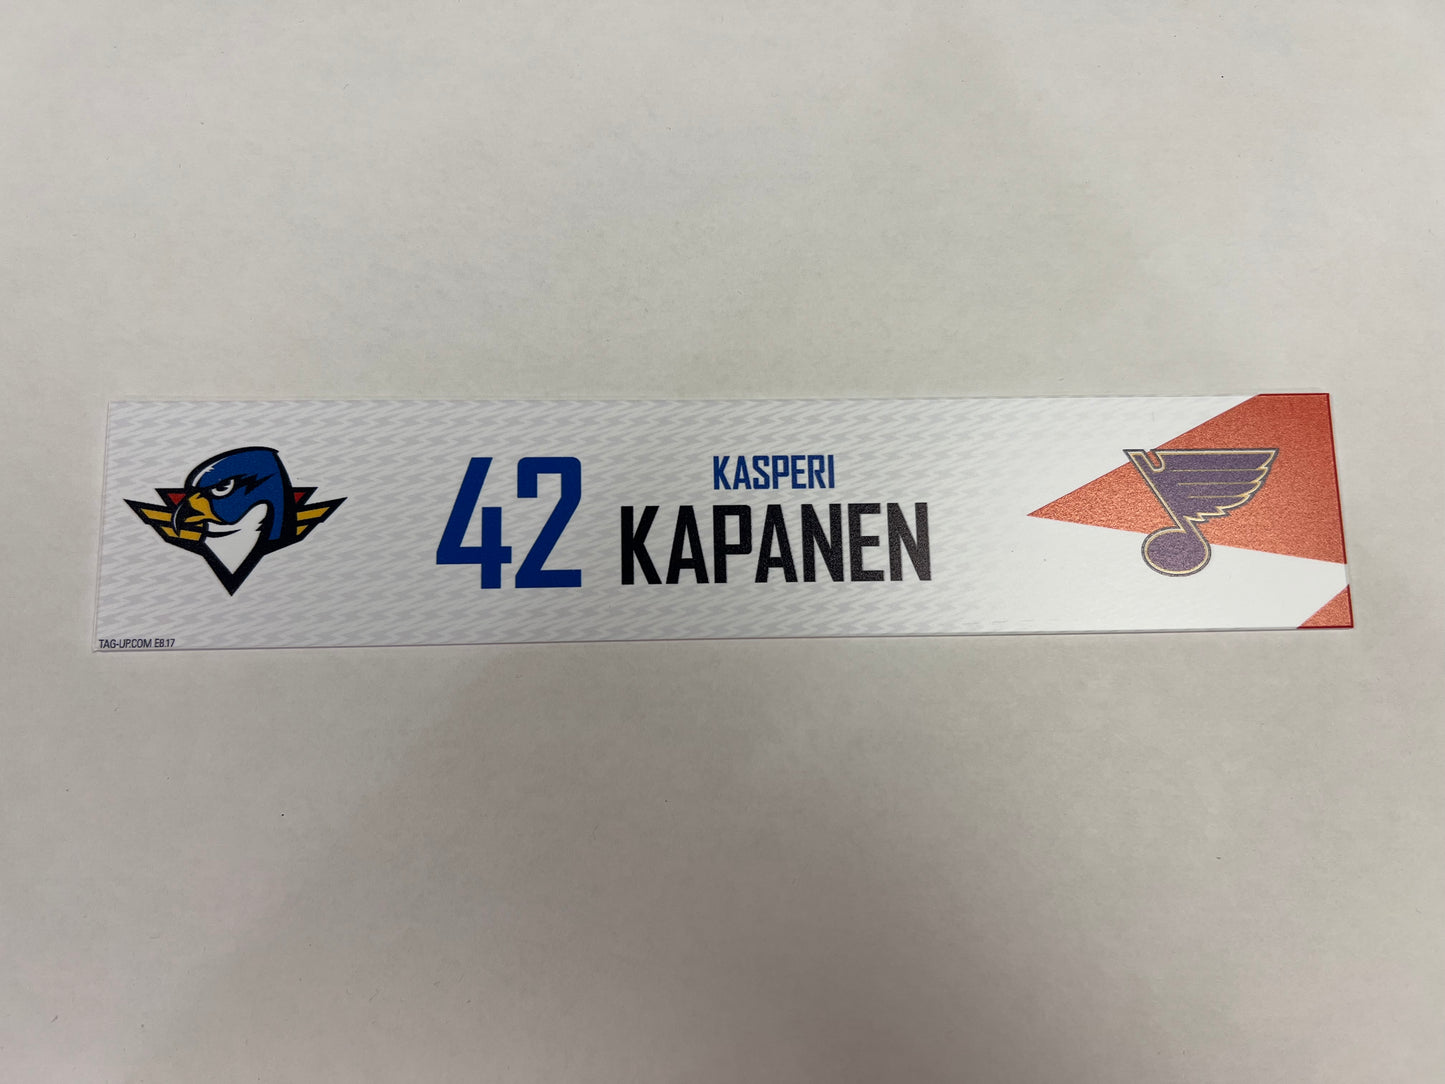 42
KASPERI
KAPANEN
TAG-UP.COM E8.17